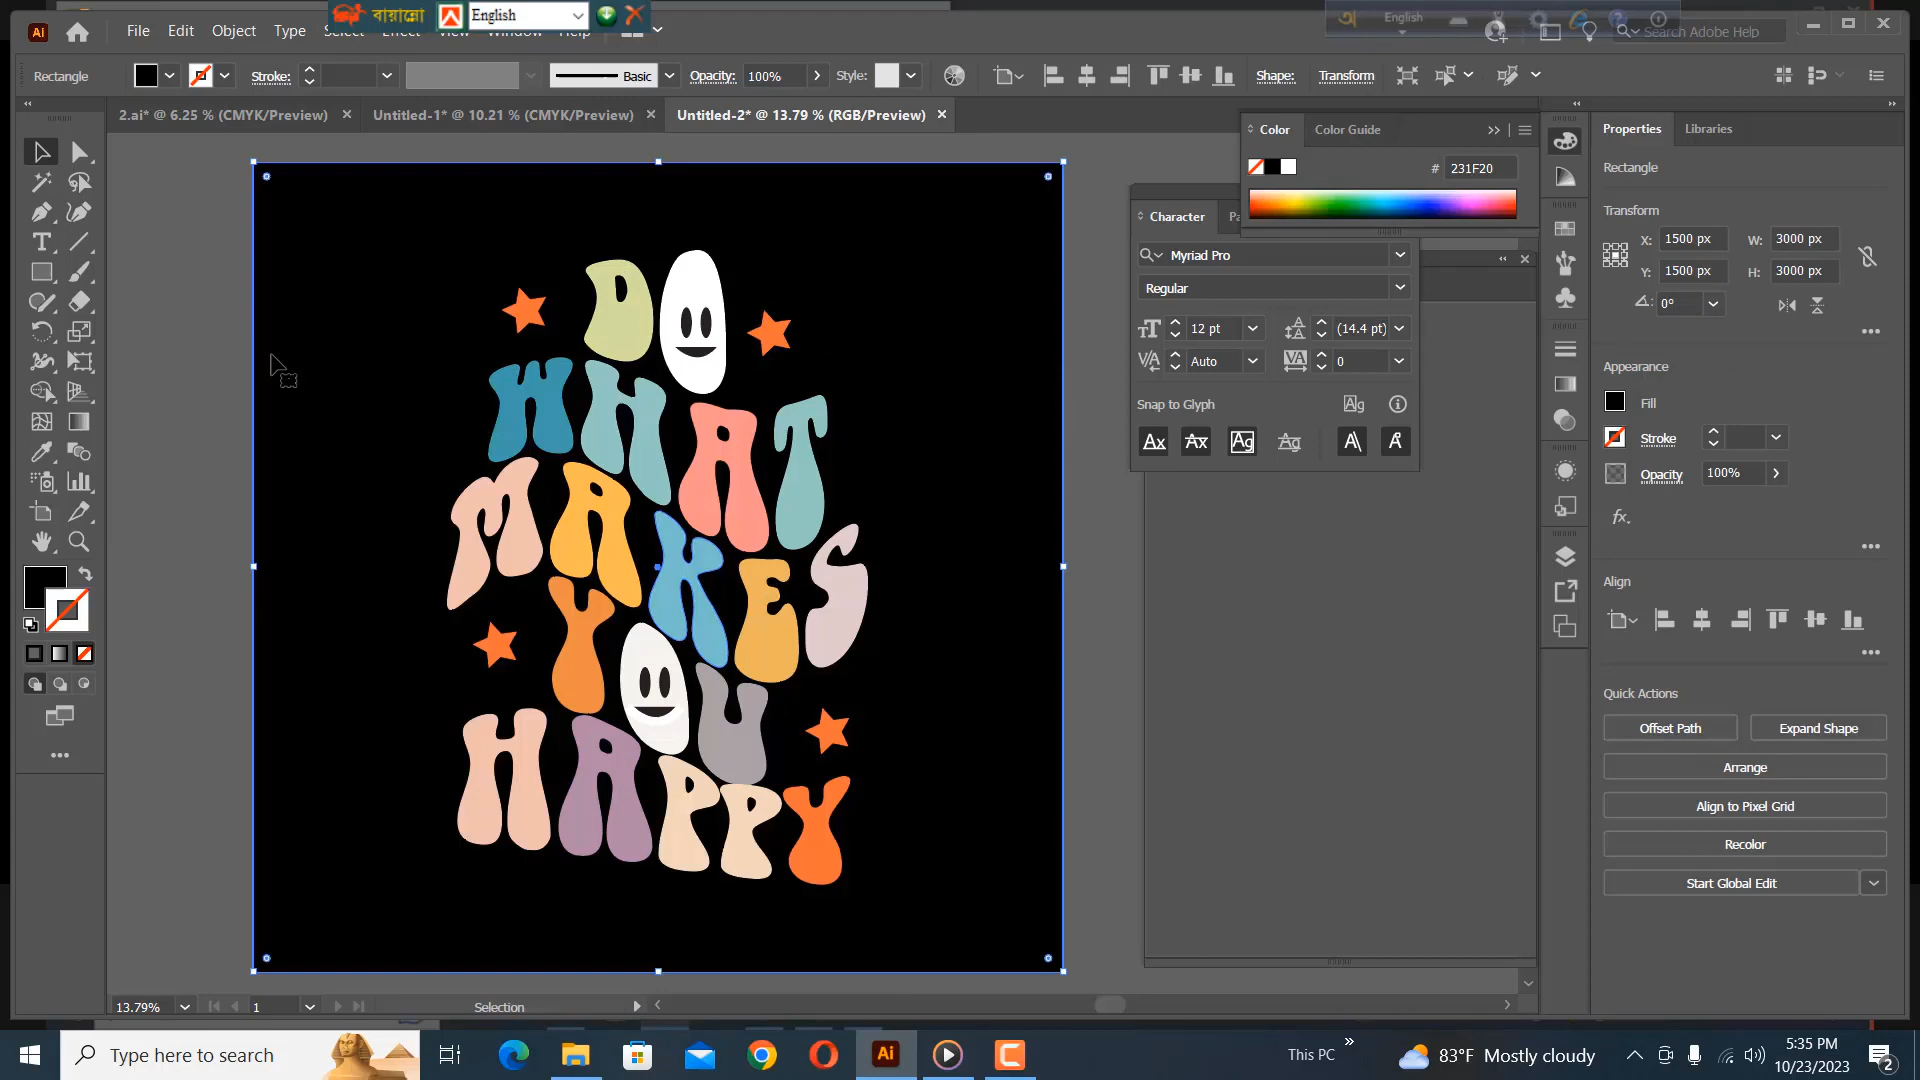 বায়ান্নো English
English
File Edit Object Type Select Effect View Window Help
Search Adobe Help
Rectangle Stroke: Basic Opacity: 100% Style: Shape: Transform
2.ai* @ 6.25 % (CMYK/Preview) Untitled-1* @ 10.21 % (CMYK/Preview) Untitled-2* @ 13.79 % (RGB/Preview)
Color Color Guide
# 231F20
Character
Myriad Pro
Regular
12 pt (14.4 pt)
Auto 0
Snap to Glyph
Properties Libraries
Rectangle
Transform
X: 1500 px W: 3000 px
Y: 1500 px H: 3000 px
0°
Appearance
Fill
Stroke
Opacity 100%
fx.
Align
Quick Actions
Offset Path Expand Shape
Arrange
Align to Pixel Grid
Recolor
Start Global Edit
DO
WHAT
MAKES
YOU
HAPPY
13.79% 1 Selection
Type here to search
This PC
83°F Mostly cloudy
5:35 PM
10/23/2023
2